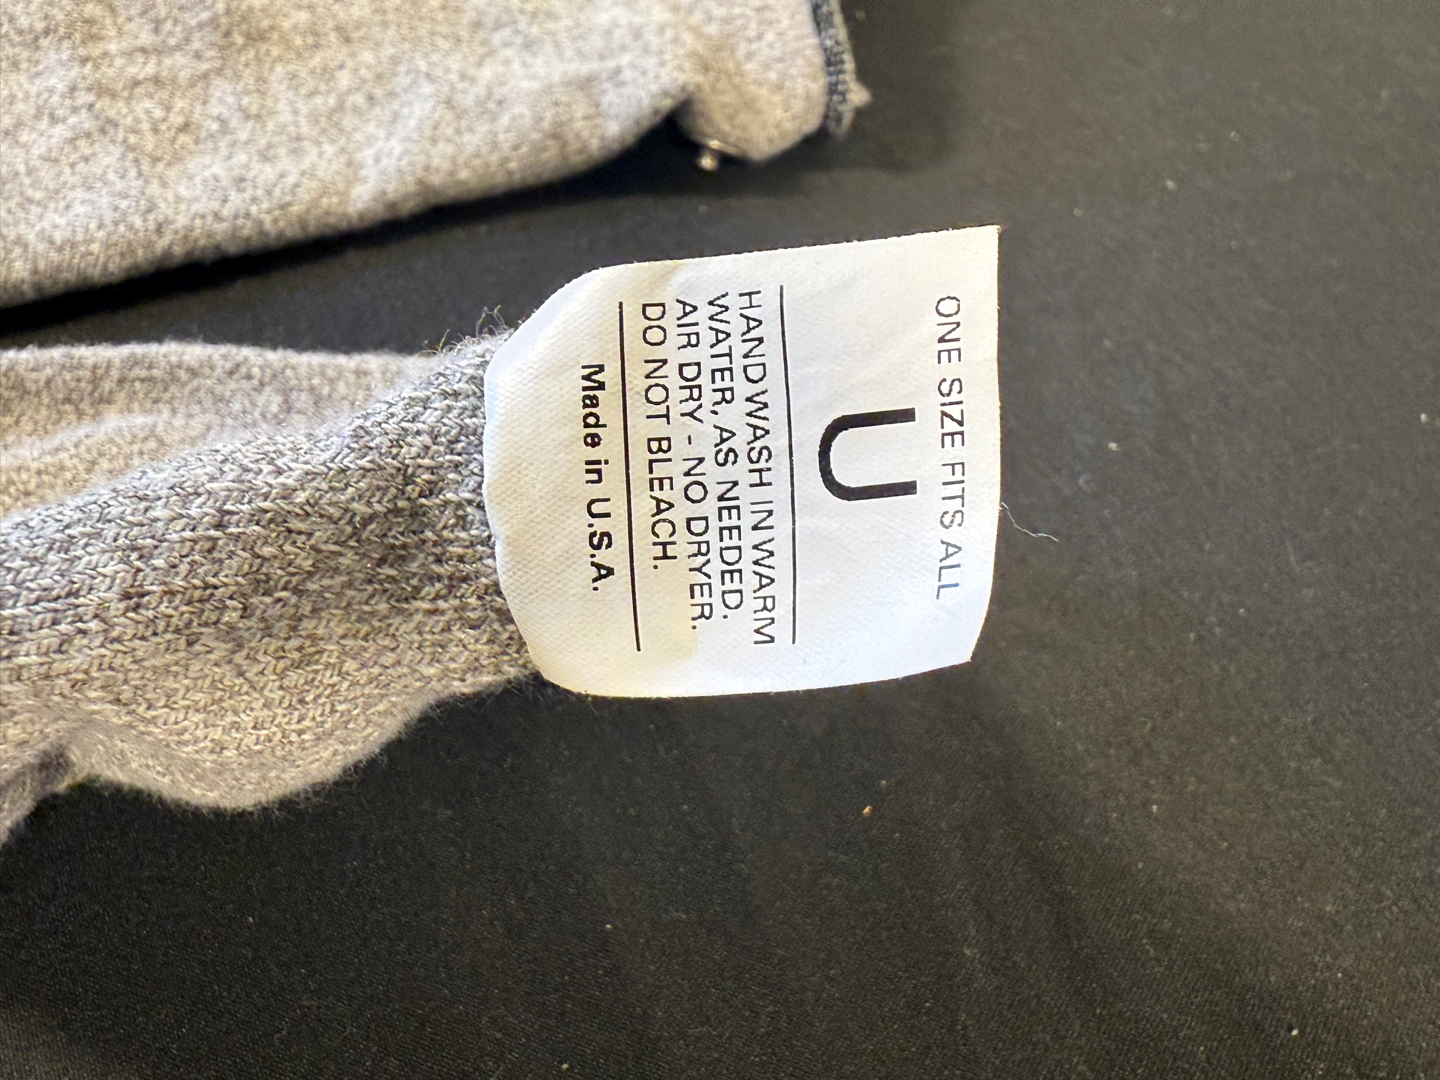 ONE SIZE FITS ALL
U
HAND WASH IN WARM
WATER, AS NEEDED.
AIR DRY - NO DRYER.
DO NOT BLEACH.
Made in U.S.A.